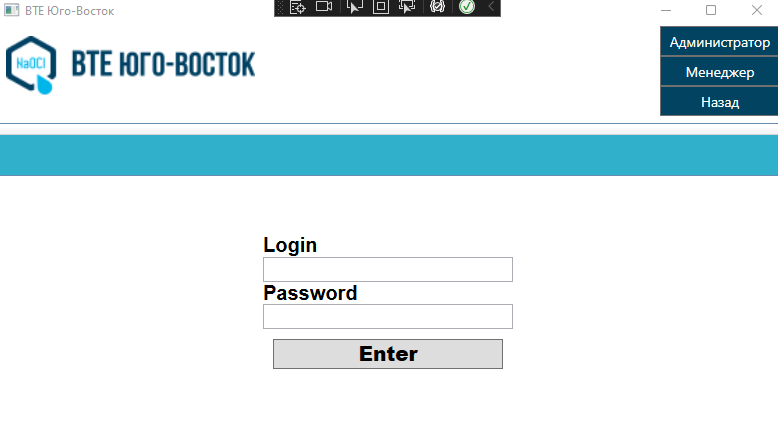 ВТЕ Юго-Восток
NaOCl
ВТЕ ЮГО-ВОСТОК
Администратор
Менеджер
Назад
Login
Password
Enter